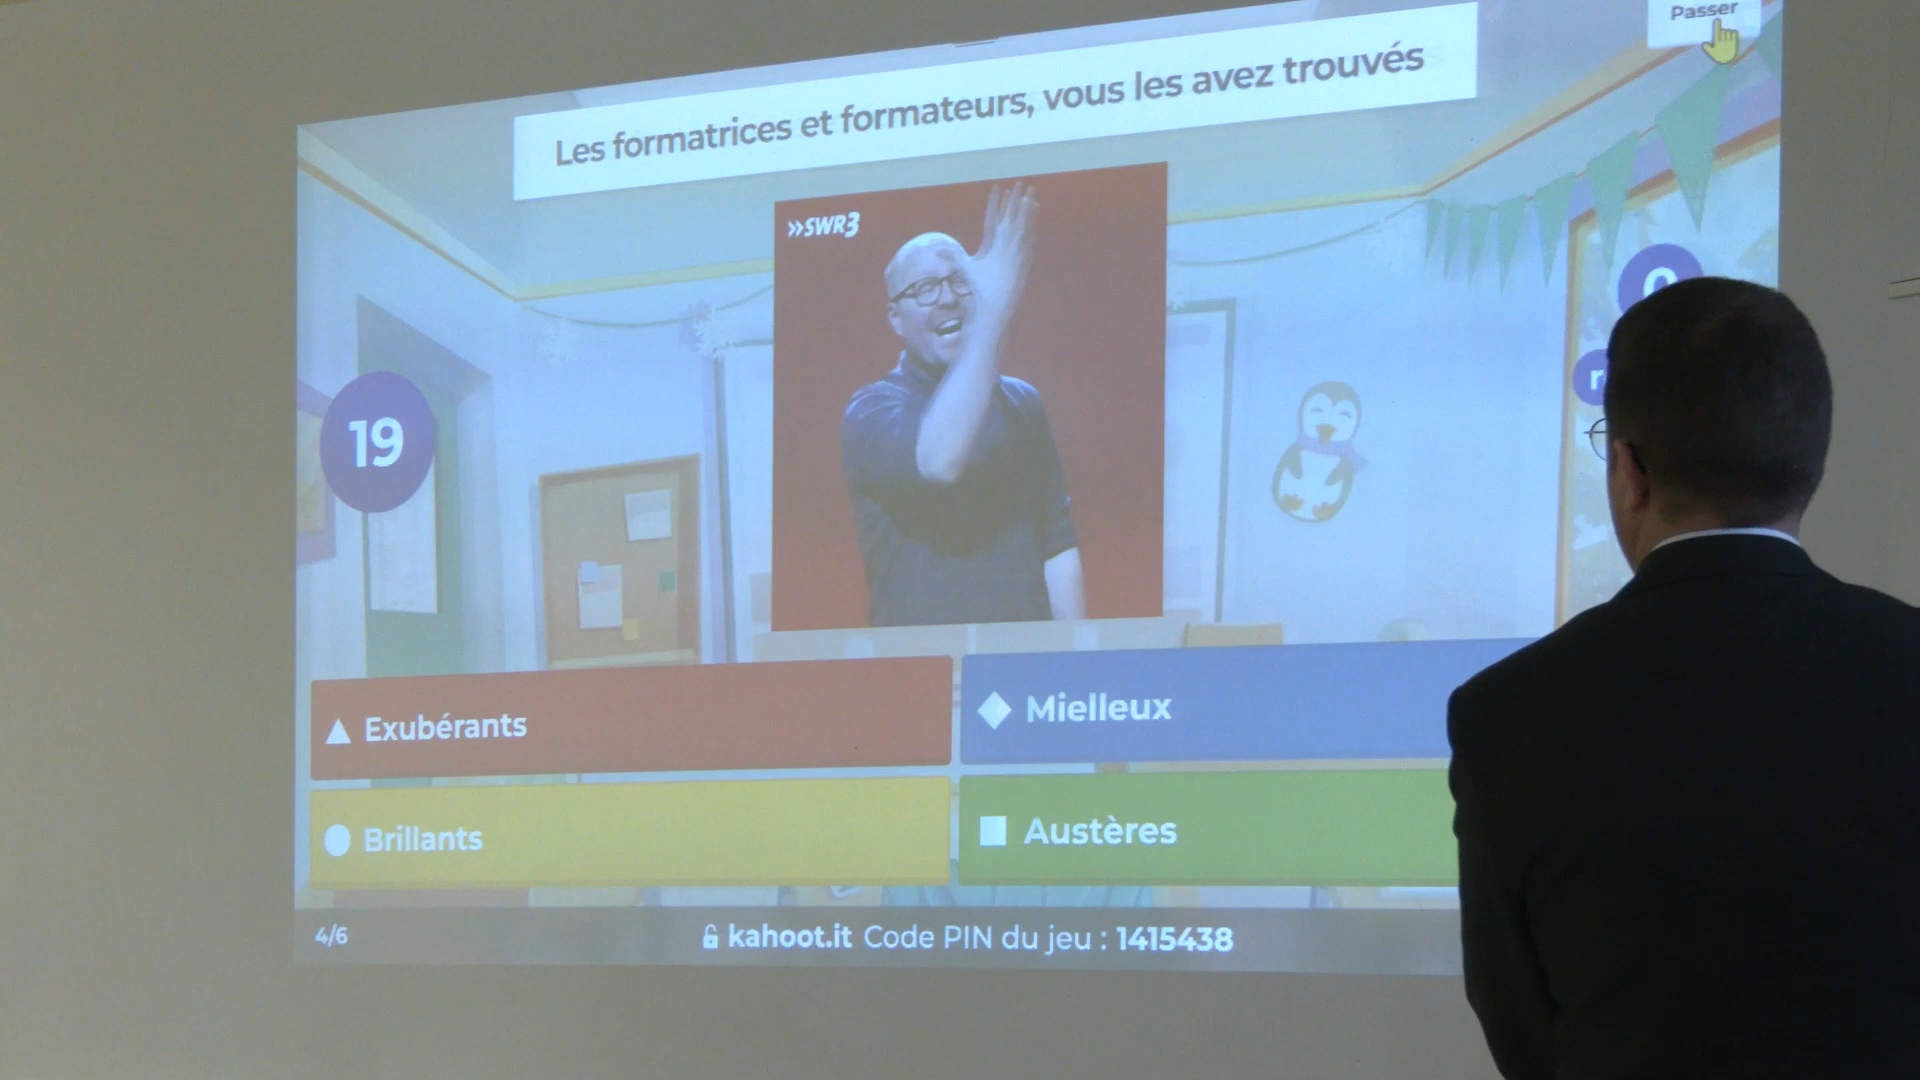 Passer
Les formatrices et formateurs, vous les avez trouvés
»SWR3
19
0
Exubérants
Mielleux
Brillants
Austères
4/6
kahoot.it Code PIN du jeu : 1415438